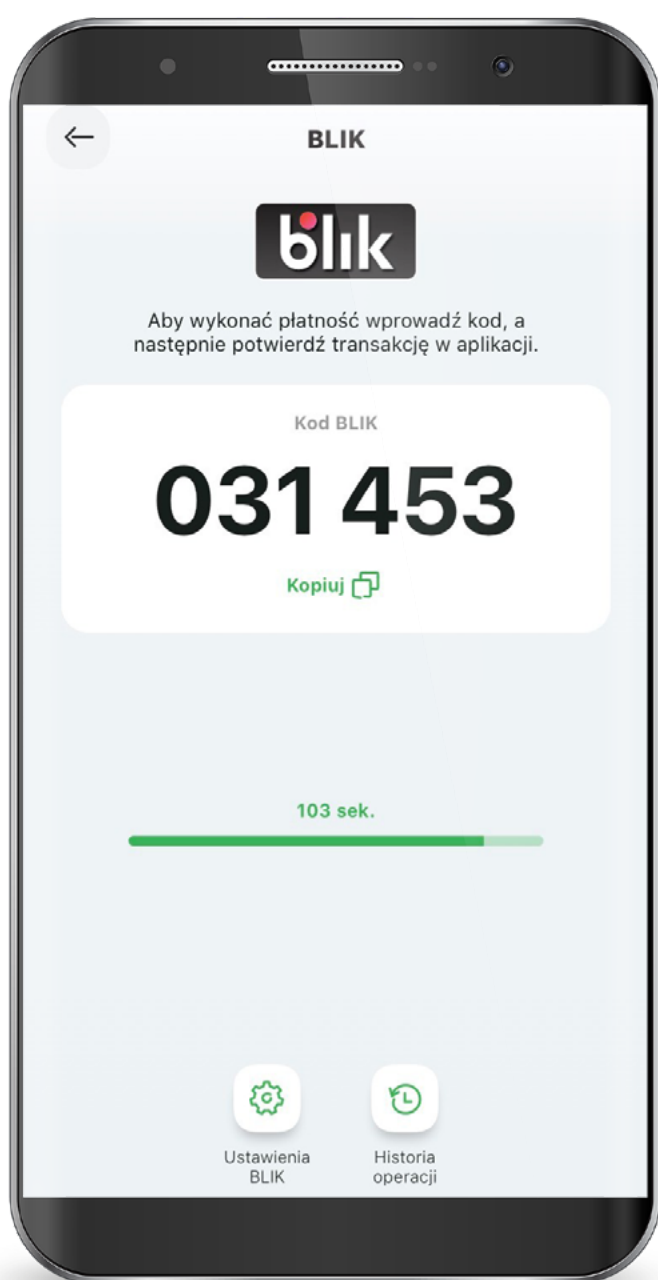 BLIK
blik
Aby wykonać płatność wprowadź kod, a
następnie potwierdź transakcję w aplikacji.
Kod BLIK
031 453
Kopiuj
103 sek.
Ustawienia
BLIK
Historia
operacji